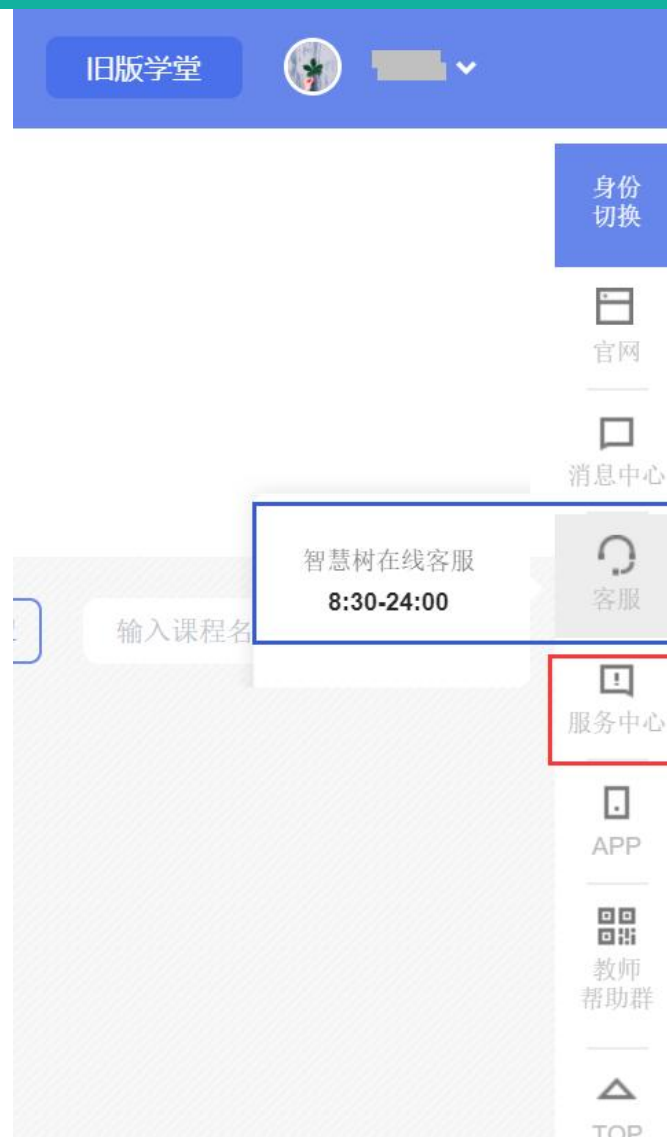 旧版学堂
身份
切换
官网
消息中心
智慧树在线客服
8:30-24:00
客服
输入课程名
服务中心
APP
教师
帮助群
TOP